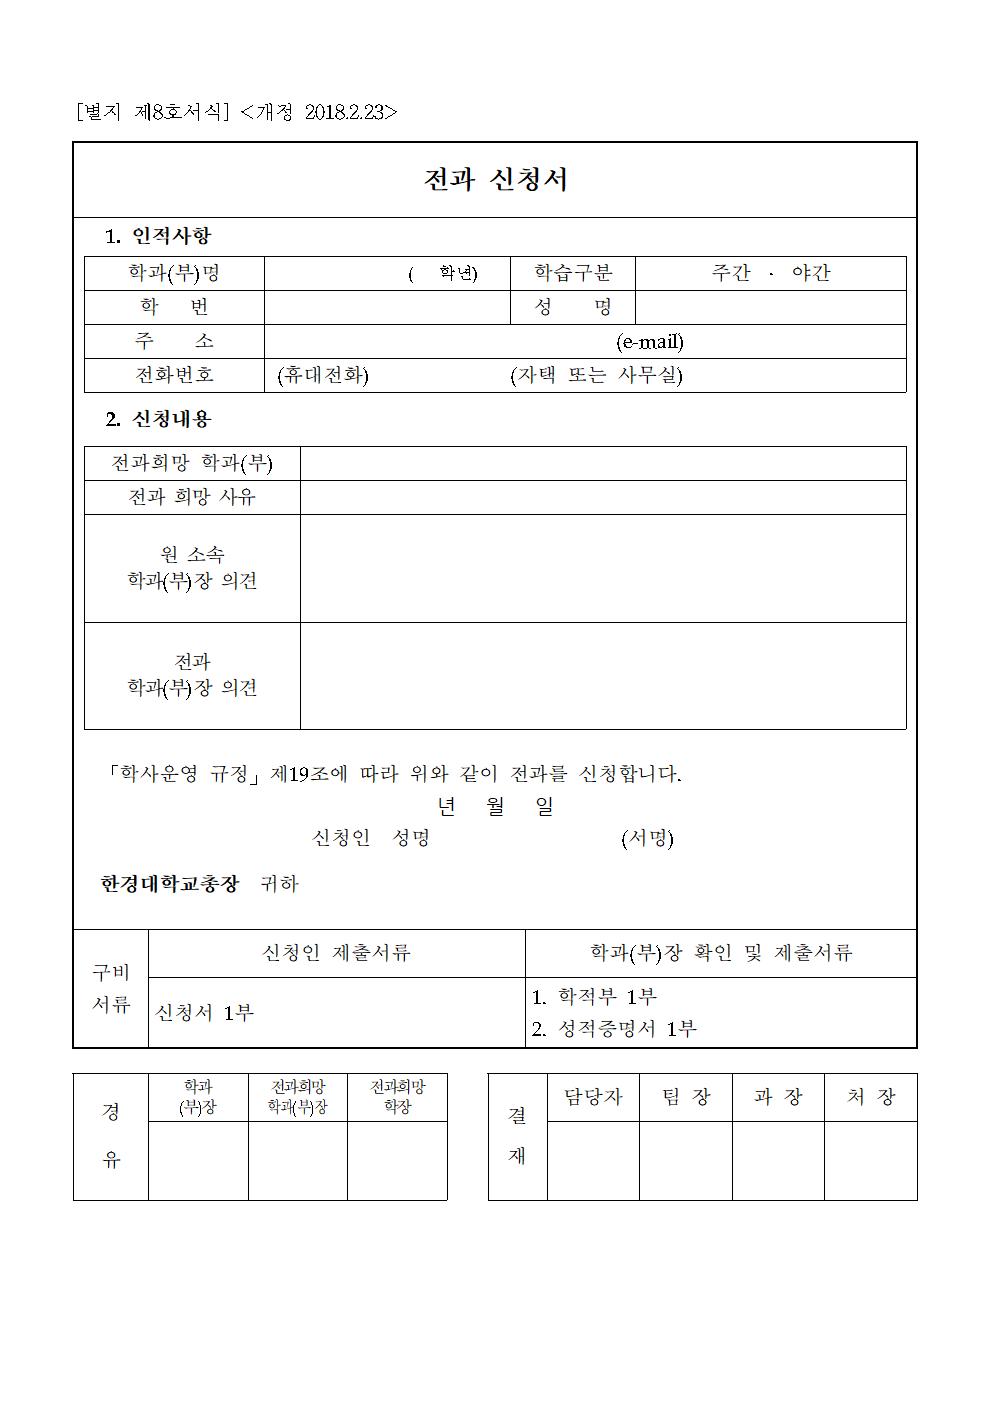 [별지 제8호서식] <개정 2018.2.23>
전과 신청서
1. 인적사항
학과(부)명 ( 학년) 학습구분 주간 · 야간
학 번 성 명
주 소 (e-mail)
전화번호 (휴대전화) (자택 또는 사무실)
2. 신청내용
전과희망 학과(부)
전과 희망 사유
원 소속
학과(부)장 의견
전과
학과(부)장 의견
「학사운영 규정」제19조에 따라 위와 같이 전과를 신청합니다.
년 월 일
신청인 성명 (서명)
한경대학교총장 귀하
구비
서류
신청인 제출서류 학과(부)장 확인 및 제출서류
신청서 1부
1. 학적부 1부
2. 성적증명서 1부
경
유
학과
(부)장
전과희망
학과(부)장
전과희망
학장
결
재
담당자 팀 장 과 장 처 장